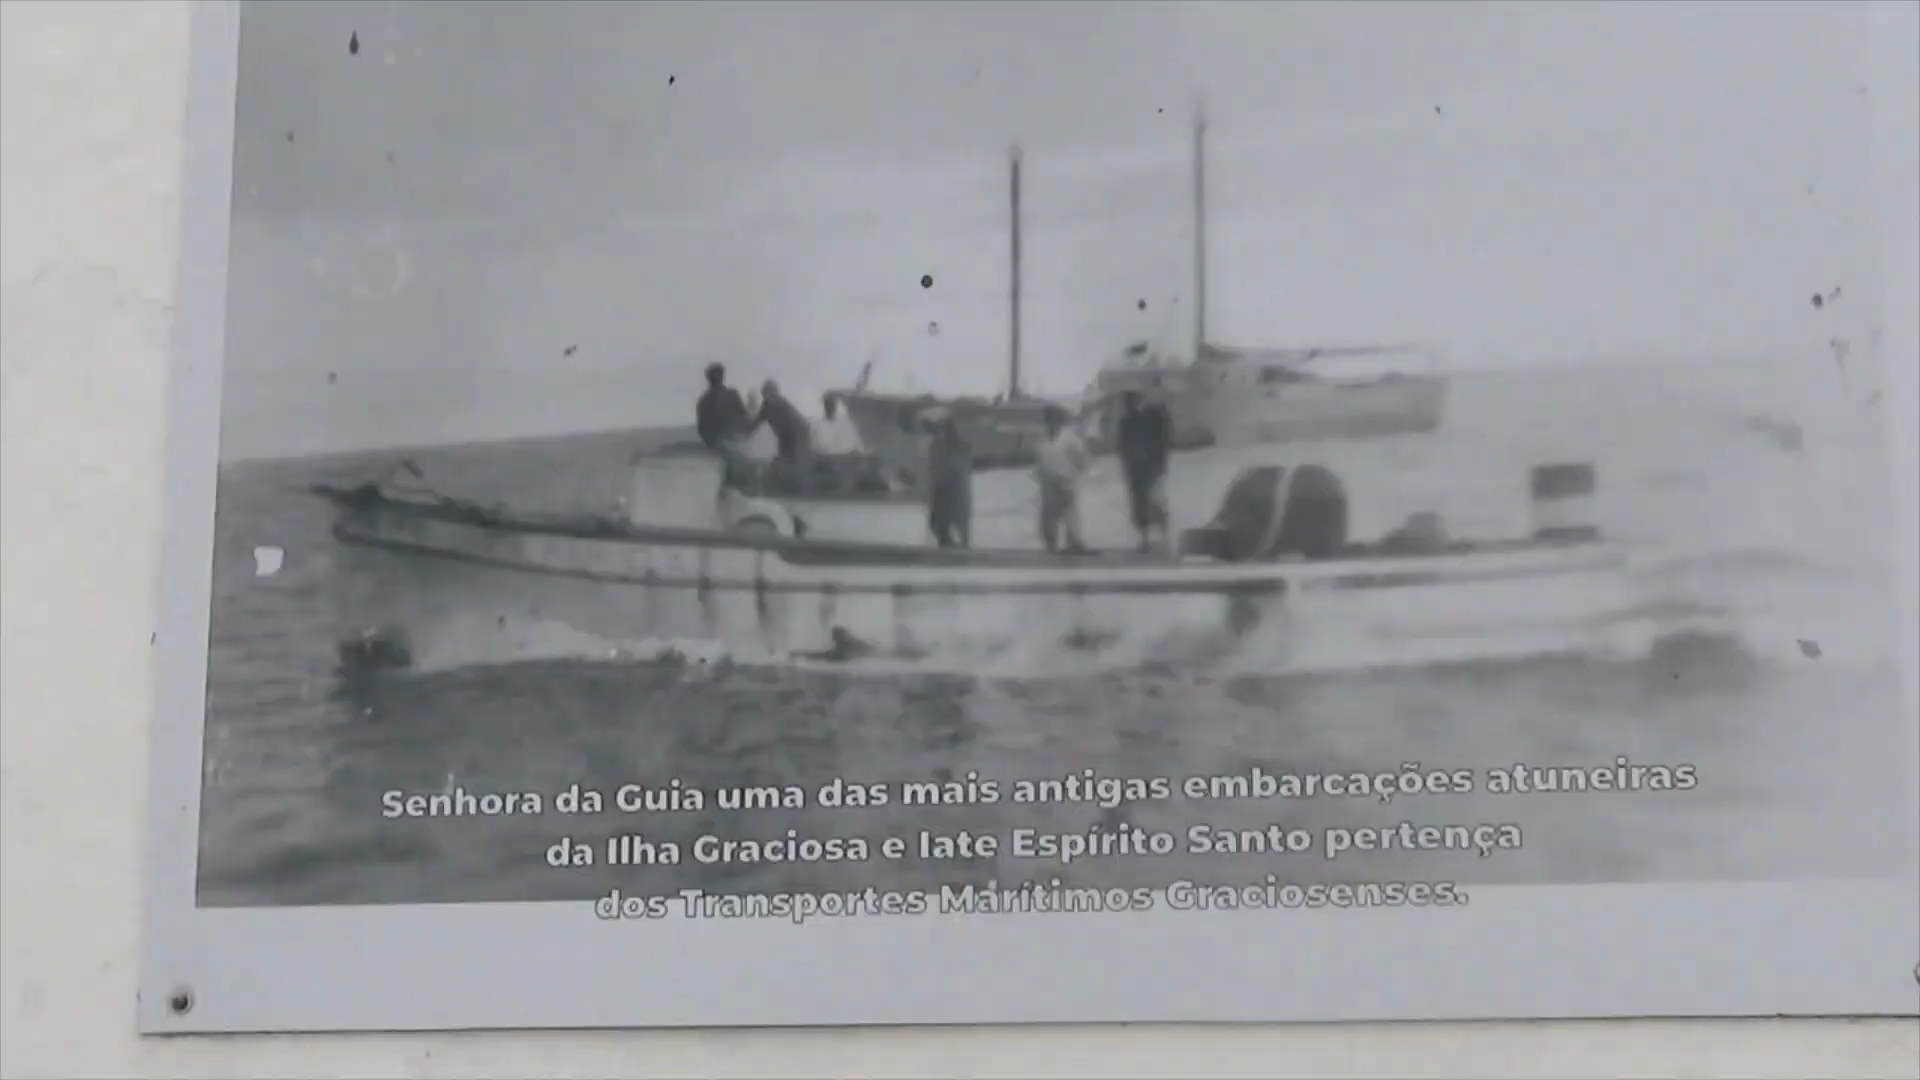 Senhora da Guia uma das mais antigas embarcações atuneiras
da Ilha Graciosa e Iate Espírito Santo pertença
dos Transportes Marítimos Graciosenses.